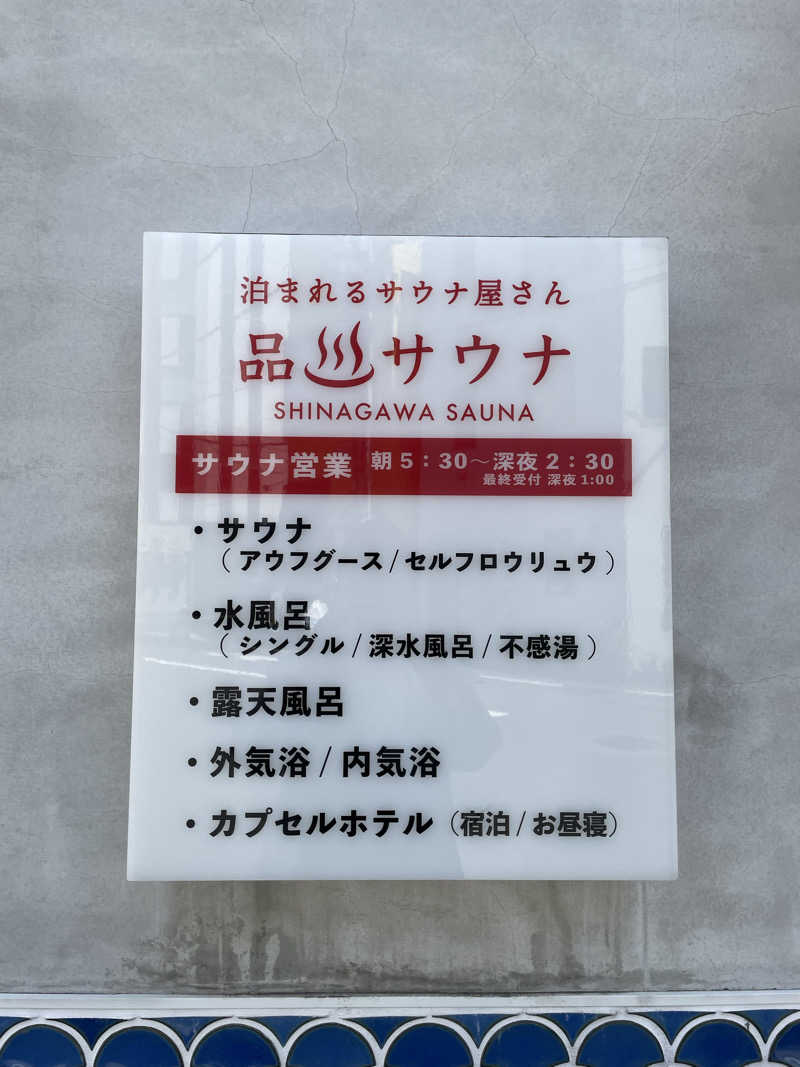 泊まれるサウナ屋さん
品川サウナ
SHINAGAWA SAUNA
サウナ営業 朝5:30〜深夜2:30
最終受付 深夜1:00
・サウナ
(アウフグース/セルフロウリュウ)
・水風呂
(シングル/深水風呂/不感湯)
・露天風呂
・外気浴/内気浴
・カプセルホテル(宿泊/お昼寝)